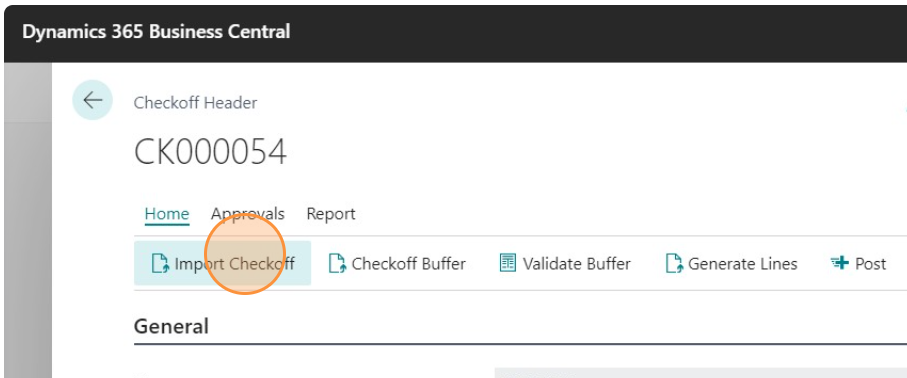 Dynamics 365 Business Central
Checkoff Header
CK000054
Home Approvals Report
Import Checkoff Checkoff Buffer Validate Buffer Generate Lines Post
General